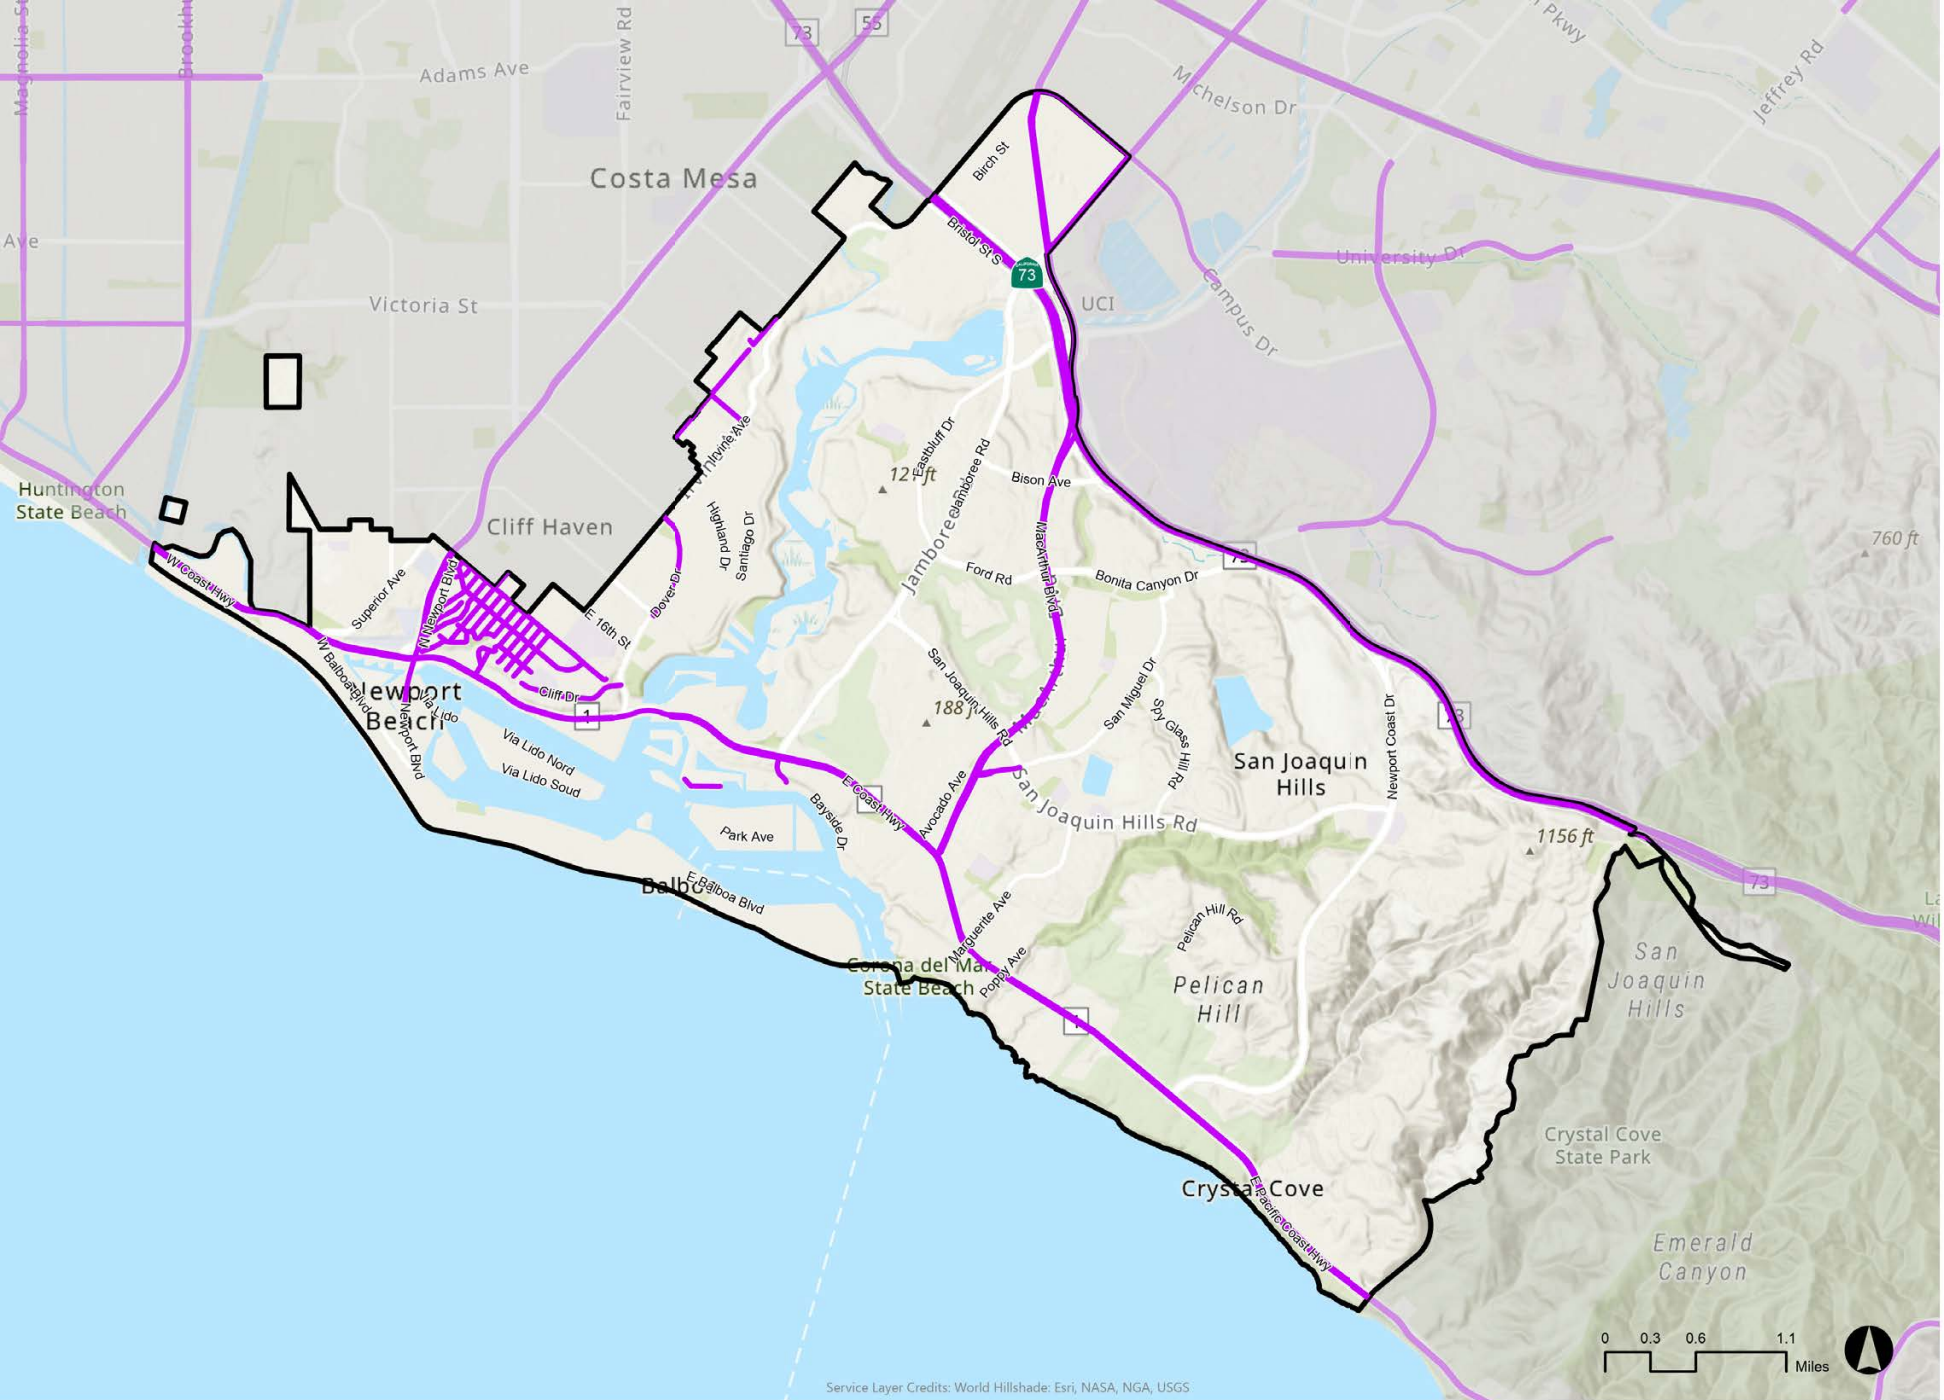 73
55
Magnolia St
Brookh
Adams Ave
Fairview Rd
Michelson Dr
Pkwy
Jeffrey Rd
Costa Mesa
Birch St
Ave
Bristol St S
73
University Dr
Victoria St
UCI
Campus Dr
Irvine Ave
Eastbluff Dr
Jamboree Rd
Bison Ave
Huntington
State Beach
Cliff Haven
Highland Dr
Santiago Dr
MacArthur Blvd
Jamboree
760 ft
73
W Coast Hwy
Superior Ave
N Newport Blvd
Dover Dr
E 16th St
Ford Rd
Bonita Canyon Dr
W Balboa Blvd
Newport
Beach
Via Lido
Cliff Dr
1
Newport Blvd
San Joaquin Hills Rd
188 ft
San Miguel Dr
Spy Glass Hill Rd
Newport Coast Dr
73
Via Lido Nord
Via Lido Soud
San Joaquin
Hills
E Coast Hwy
Avocado Ave
Bayside Dr
Park Ave
San Joaquin Hills Rd
1156 ft
73
Balbo
E Balboa Blvd
Marguerite Ave
Poppy Ave
Pelican Hill Rd
Corona del Mar
State Beach
Pelican
Hill
San
Joaquin
Hills
1
Crystal Cove
State Park
Crystal Cove
E Pacific Coast Hwy
Emerald
Canyon
0 0.3 0.6 1.1
Miles
Service Layer Credits: World Hillshade: Esri, NASA, NGA, USGS